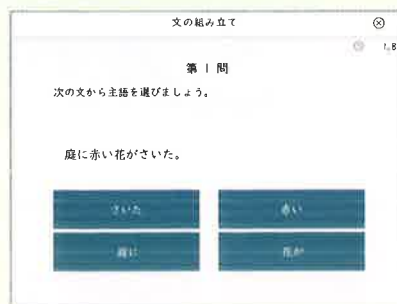 文の組み立て
1.8
第1問
次の文から主語を選びましょう。
庭に赤い花がさいた。
さいた
赤い
庭に
花が